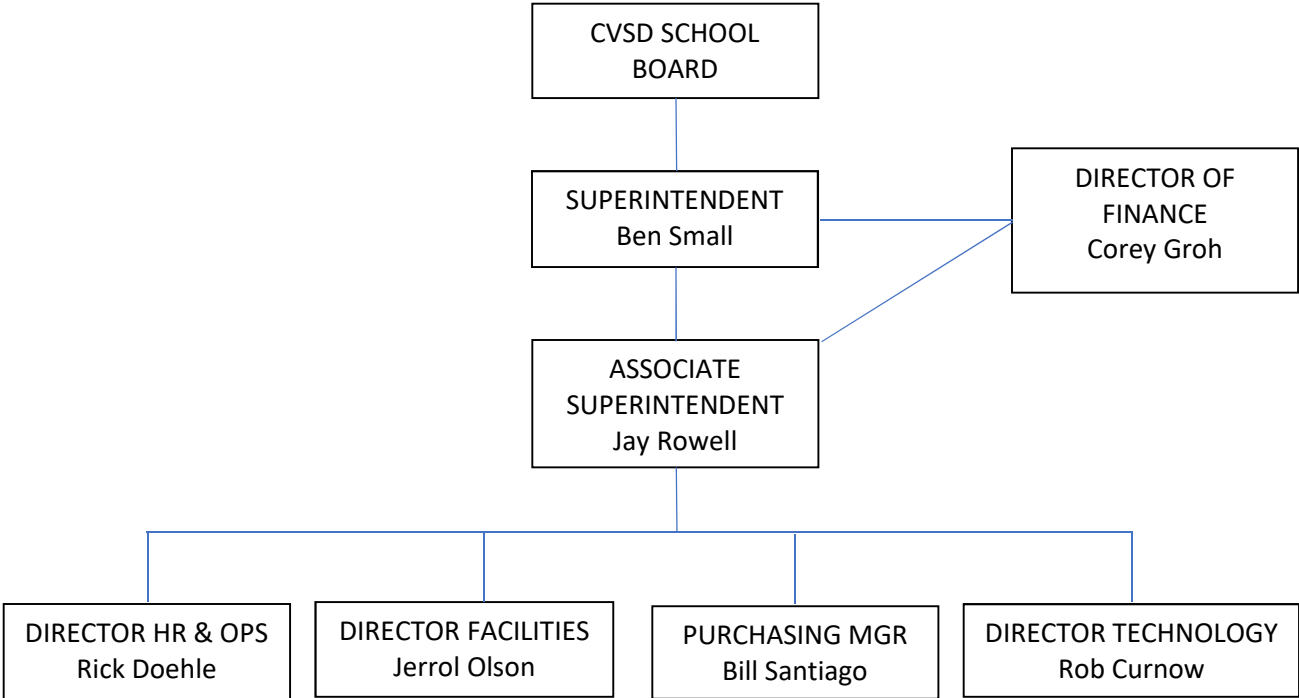 CVSD SCHOOL
BOARD
SUPERINTENDENT
Ben Small
DIRECTOR OF
FINANCE
Corey Groh
ASSOCIATE
SUPERINTENDENT
Jay Rowell
DIRECTOR HR & OPS
Rick Doehle
DIRECTOR FACILITIES
Jerrol Olson
PURCHASING MGR
Bill Santiago
DIRECTOR TECHNOLOGY
Rob Curnow